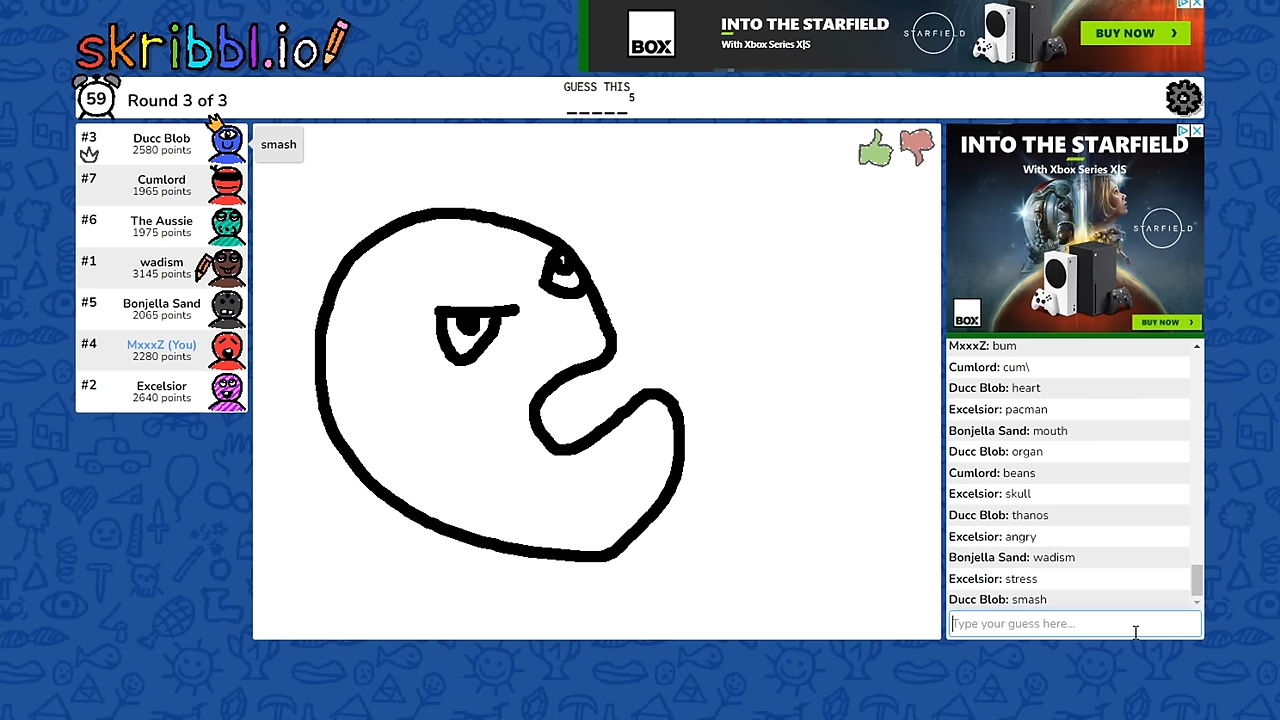 skribbl.io
INTO THE STARFIELD
With Xbox Series X|S
BOX
STARFIELD
BUY NOW
59
Round 3 of 3
GUESS THIS
5
_____
#3
Ducc Blob
2580 points
#7
Cumlord
1965 points
#6
The Aussie
1975 points
#1
wadism
3145 points
#5
Bonjella Sand
2065 points
#4
MxxxZ (You)
2280 points
#2
Excelsior
2640 points
smash
INTO THE STARFIELD
With Xbox Series X|S
STARFIELD
BOX
BUY NOW
MxxxZ: bum
Cumlord: cum\
Ducc Blob: heart
Excelsior: pacman
Bonjella Sand: mouth
Ducc Blob: organ
Cumlord: beans
Excelsior: skull
Ducc Blob: thanos
Excelsior: angry
Bonjella Sand: wadism
Excelsior: stress
Ducc Blob: smash
Type your guess here...